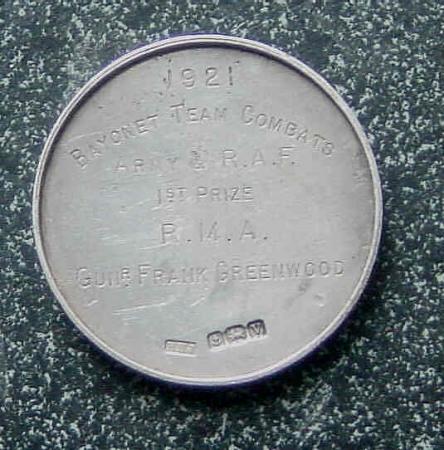 1921
BAYONET TEAM COMBATS
ARMY & R.A.F.
1ST PRIZE
R.M.A.
GUNR FRANK GREENWOOD